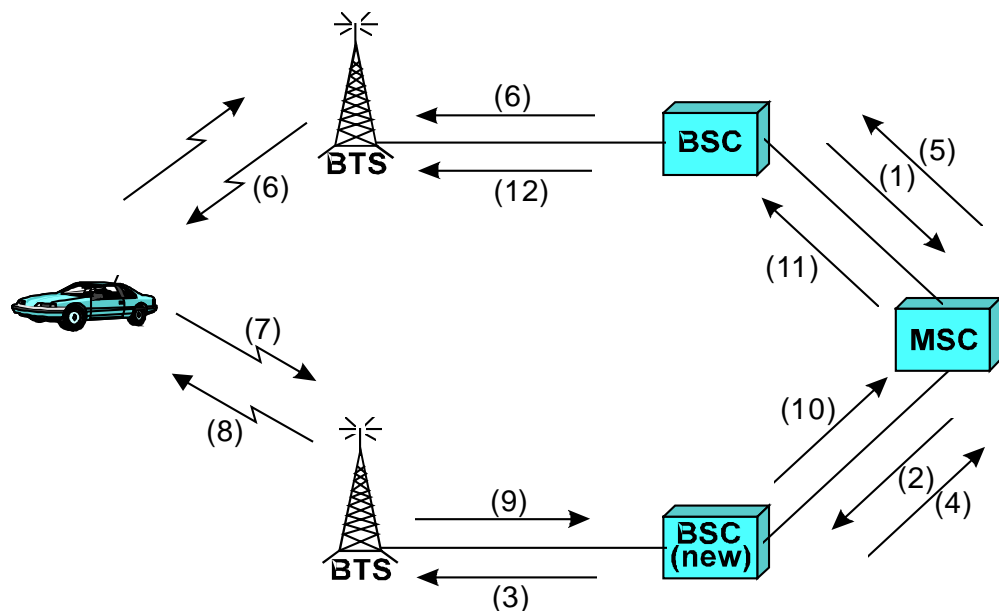 (6)
BSC
(5)
(1)
BTS
(6)
(12)
(11)
(7)
MSC
(8)
(10)
(2)
(4)
(9)
BSC
(new)
BTS
(3)